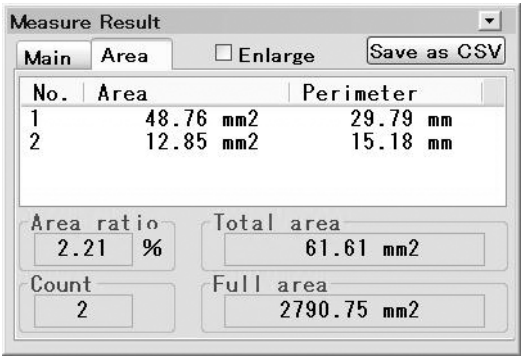 Measure Result
Main Area Enlarge Save as CSV
No. Area Perimeter
1 48.76 mm2 29.79 mm
2 12.85 mm2 15.18 mm
Area ratio Total area
2.21 % 61.61 mm2
Count Full area
2 2790.75 mm2